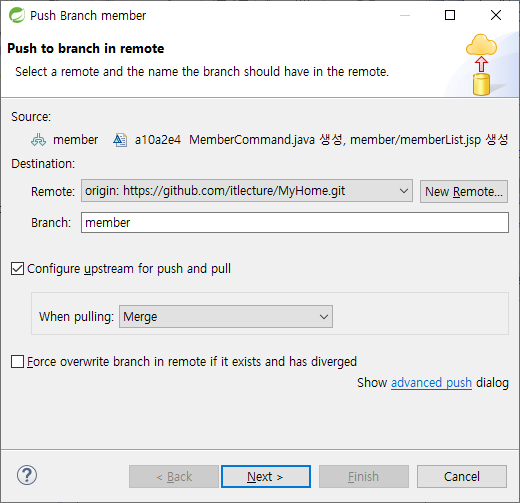 Push Branch member
Push to branch in remote
Select a remote and the name the branch should have in the remote.
Source:
member a10a2e4 MemberCommand.java 생성, member/memberList.jsp 생성
Destination:
Remote: origin: https://github.com/itlecture/MyHome.git New Remote...
Branch: member
Configure upstream for push and pull
When pulling: Merge
Force overwrite branch in remote if it exists and has diverged
Show advanced push dialog
? < Back Next > Finish Cancel